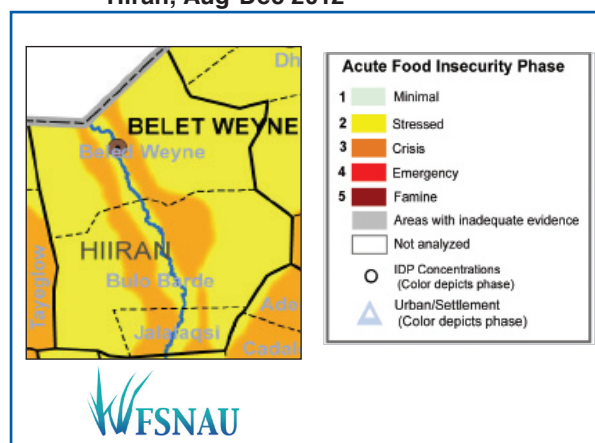 Hiran, Aug-Dec 2012
Dh
BELET WEYNE
Beled Weyne
HIIRAN
Bulo Barde
Tayeglow
Ade
Jalalaqsi
Cadal
Acute Food Insecurity Phase
1 Minimal
2 Stressed
3 Crisis
4 Emergency
5 Famine
Areas with inadequate evidence
Not analyzed
IDP Concentrations
(Color depicts phase)
Urban/Settlement
(Color depicts phase)
FSNAU